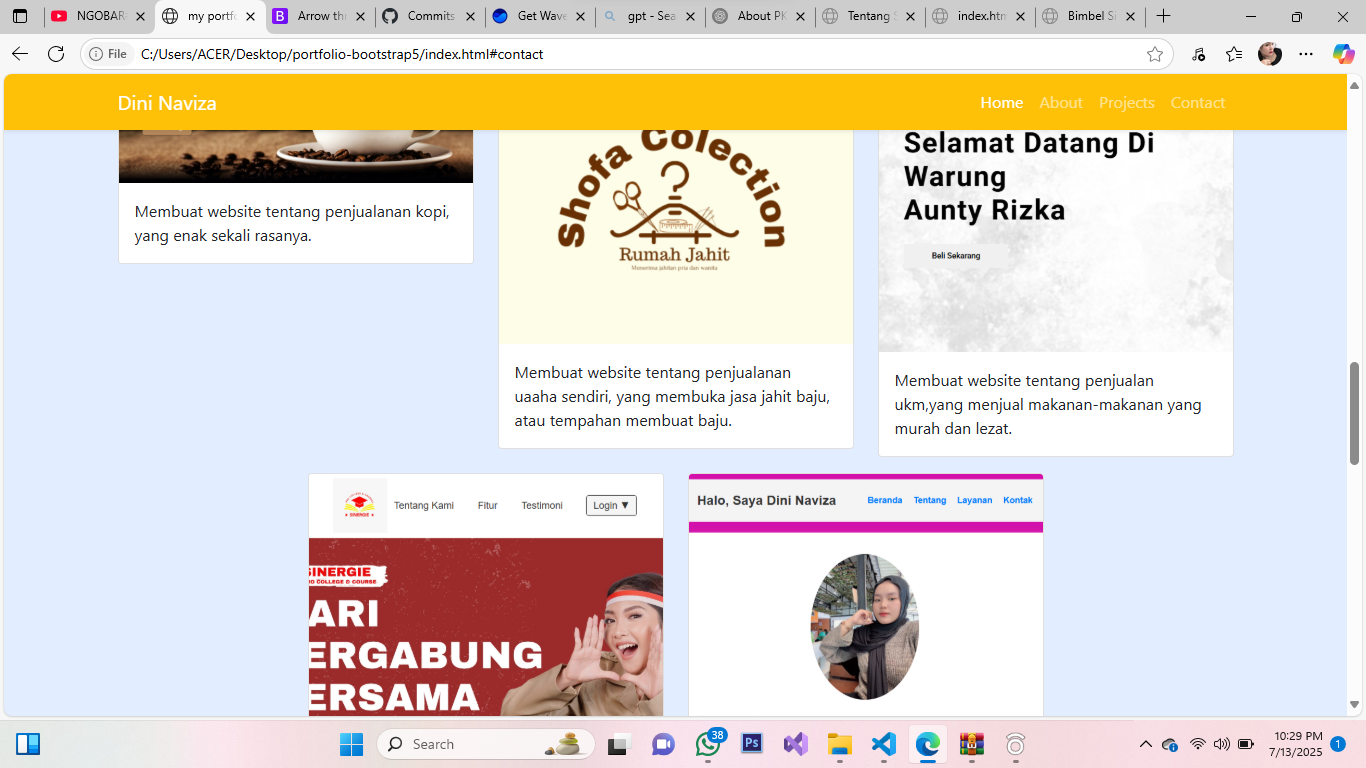 NGOBAR
my portfo
Arrow thi
Commits
Get Wave
gpt - Sea
About PK
Tentang S
index.htm
Bimbel Si
File
C:/Users/ACER/Desktop/portfolio-bootstrap5/index.html#contact
Dini Naviza
Home About Projects Contact
Membuat website tentang penjualanan kopi,
yang enak sekali rasanya.
Shofa Colection
Rumah Jahit
Menerima jahitan pria dan wanita
Membuat website tentang penjualanan
uaaha sendiri, yang membuka jasa jahit baju,
atau tempahan membuat baju.
Selamat Datang Di
Warung
Aunty Rizka
Beli Sekarang
Membuat website tentang penjualan
ukm,yang menjual makanan-makanan yang
murah dan lezat.
SINERGIE
Tentang Kami Fitur Testimoni Login ▼
SINERGIE
IO COLLEGE & COURSE
ARI
ERGABUNG
ERSAMA
Halo, Saya Dini Naviza
Beranda Tentang Layanan Kontak
Search
38
Ps
10:29 PM
7/13/2025
1